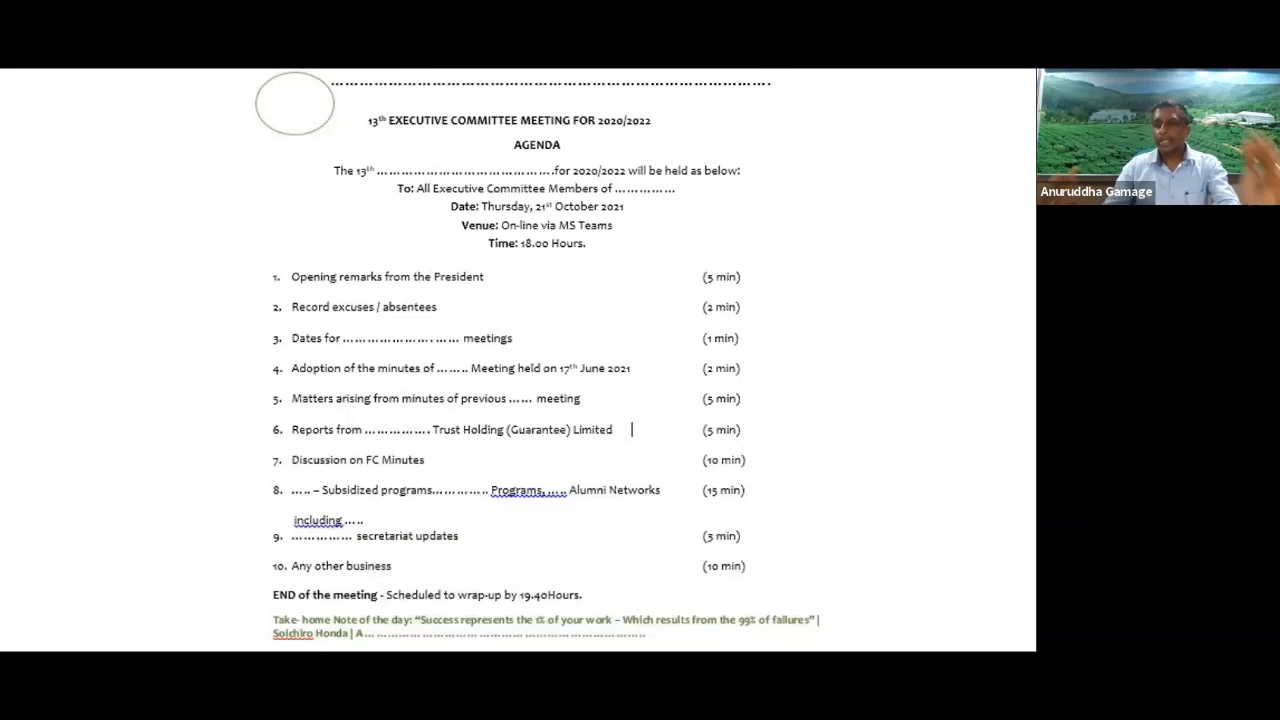 ……………………………………………………………………………….
13th EXECUTIVE COMMITTEE MEETING FOR 2020/2022
AGENDA
The 13th ……………………………………for 2020/2022 will be held as below:
To: All Executive Committee Members of …………
Date: Thursday, 21st October 2021
Venue: On-line via MS Teams
Time: 18.00 Hours.
1. Opening remarks from the President (5 min)
2. Record excuses / absentees (2 min)
3. Dates for …………………. …… meetings (1 min)
4. Adoption of the minutes of …….. Meeting held on 17th June 2021 (2 min)
5. Matters arising from minutes of previous …… meeting (5 min)
6. Reports from ……………. Trust Holding (Guarantee) Limited (5 min)
7. Discussion on FC Minutes (10 min)
8. ….. – Subsidized programs………….. Programs, ….. Alumni Networks (15 min)
including …..
9. …………… secretariat updates (3 min)
10. Any other business (10 min)
END of the meeting - Scheduled to wrap-up by 19.40Hours.
Take- home Note of the day: “Success represents the 1% of your work – Which results from the 99% of failures” |
Soichiro Honda | A………………………………………………………..
Anuruddha Gamage